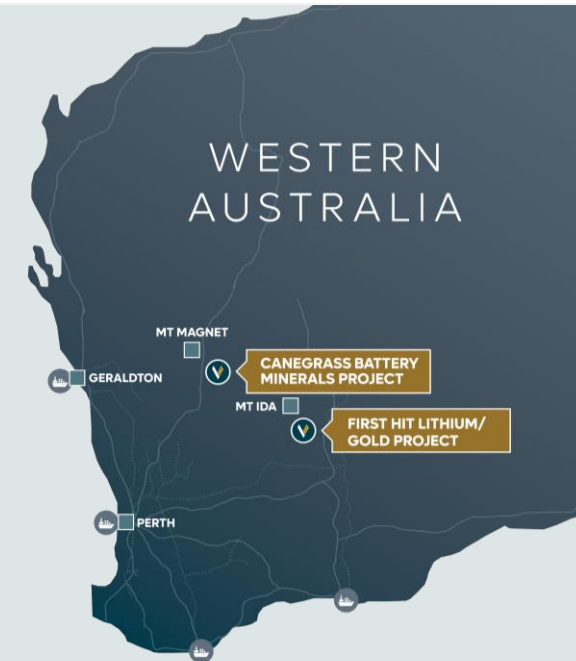 WESTERN
AUSTRALIA
MT MAGNET
CANEGRASS BATTERY
MINERALS PROJECT
GERALDTON
MT IDA
FIRST HIT LITHIUM/
GOLD PROJECT
PERTH